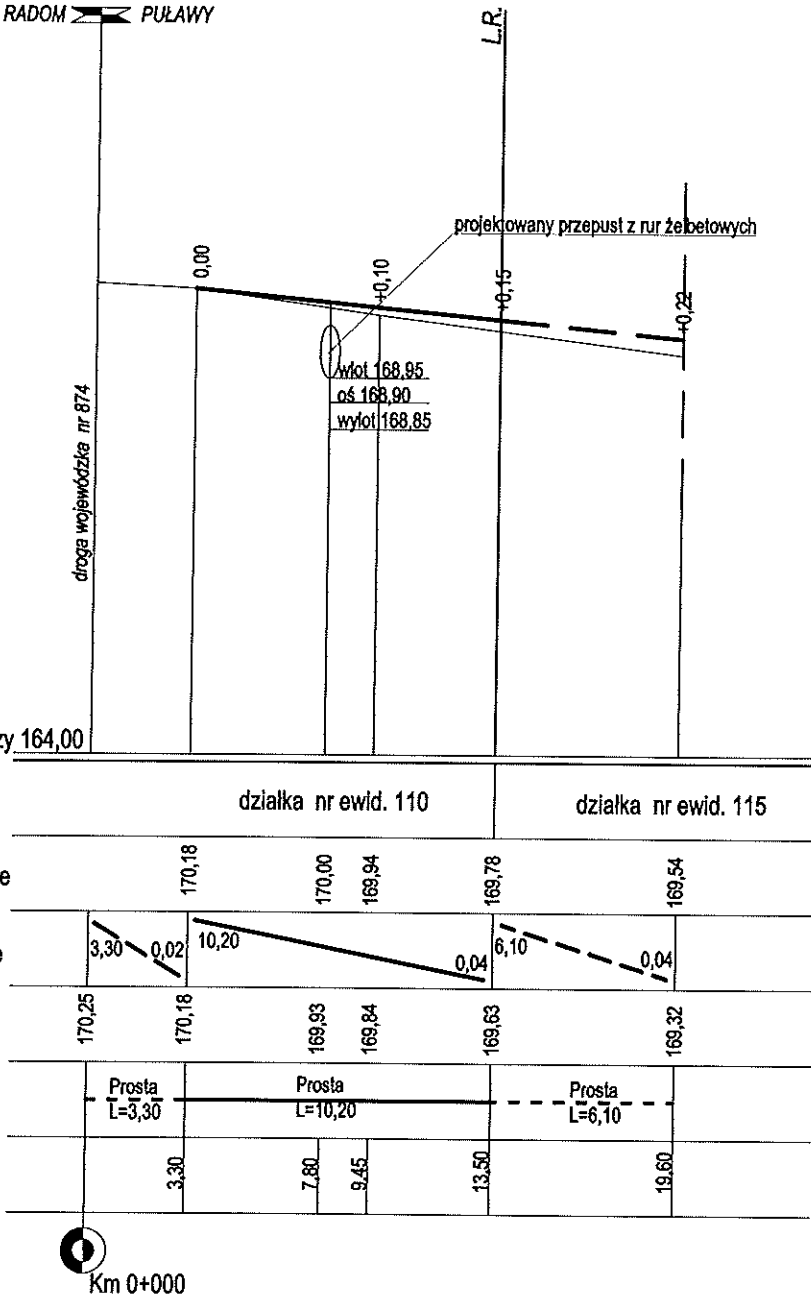 RADOM PUŁAWY
L.R.
projektowany przepust z rur żelbetowych
0,00
+0,10
+0,15
+0,22
droga wojewódzka nr 874
wlot 168,95
oś 168,90
wylot 168,85
zy 164,00
działka nr ewid. 110 działka nr ewid. 115
e 170,18 170,00 169,94 169,78 169,54
e 3,30 0,02 10,20 0,04 6,10 0,04
170,25 170,18 169,93 169,84 169,63 169,32
Prosta Prosta Prosta
L=3,30 L=10,20 L=6,10
3,30 7,80 9,45 13,50 19,60
Km 0+000